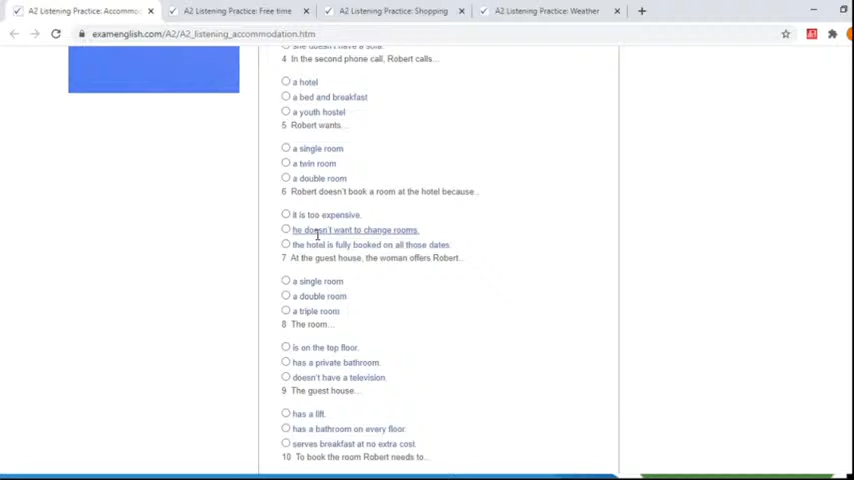 A2 Listening Practice: Accommo
A2 Listening Practice: Free time
A2 Listening Practice: Shopping
A2 Listening Practice: Weather
examenglish.com/A2/A2_listening_accommodation.htm
she doesn't have a sofa.
4 In the second phone call, Robert calls...
a hotel
a bed and breakfast
a youth hostel
5 Robert wants...
a single room
a twin room
a double room
6 Robert doesn't book a room at the hotel because..
it is too expensive.
he doesn't want to change rooms.
the hotel is fully booked on all those dates.
7 At the guest house, the woman offers Robert..
a single room
a double room
a triple room
8 The room...
is on the top floor.
has a private bathroom.
doesn't have a television.
9 The guest house...
has a lift.
has a bathroom on every floor.
serves breakfast at no extra cost.
10 To book the room Robert needs to...